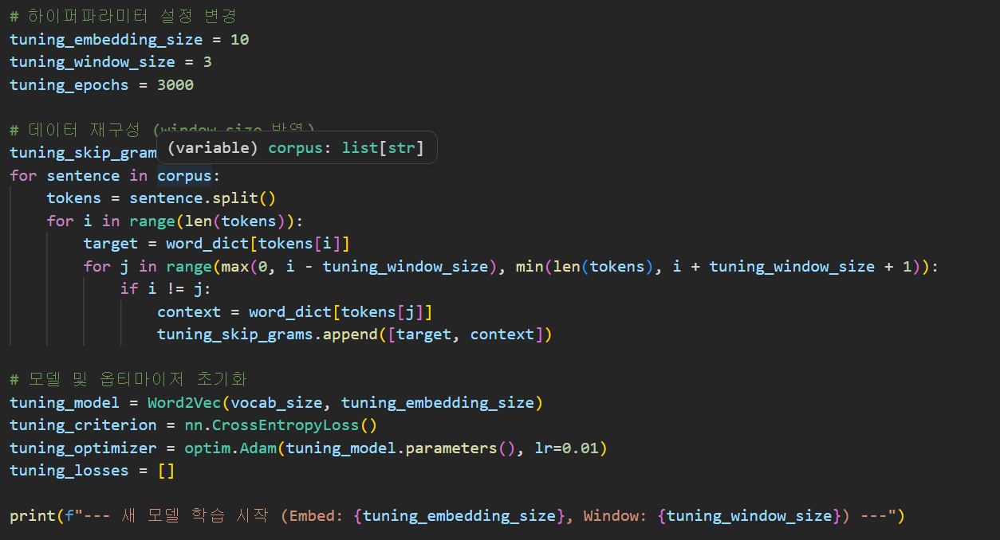 # 하이퍼파라미터 설정 변경
tuning_embedding_size = 10
tuning_window_size = 3
tuning_epochs = 3000
# 데이터 재구성 (window_size 반영)
tuning_skip_gram
(variable) corpus: list[str]
for sentence in corpus:
    tokens = sentence.split()
    for i in range(len(tokens)):
        target = word_dict[tokens[i]]
        for j in range(max(0, i - tuning_window_size), min(len(tokens), i + tuning_window_size + 1)):
            if i != j:
                context = word_dict[tokens[j]]
                tuning_skip_grams.append([target, context])
# 모델 및 옵티마이저 초기화
tuning_model = Word2Vec(vocab_size, tuning_embedding_size)
tuning_criterion = nn.CrossEntropyLoss()
tuning_optimizer = optim.Adam(tuning_model.parameters(), lr=0.01)
tuning_losses = []
print(f"--- 새 모델 학습 시작 (Embed: {tuning_embedding_size}, Window: {tuning_window_size}) ---")